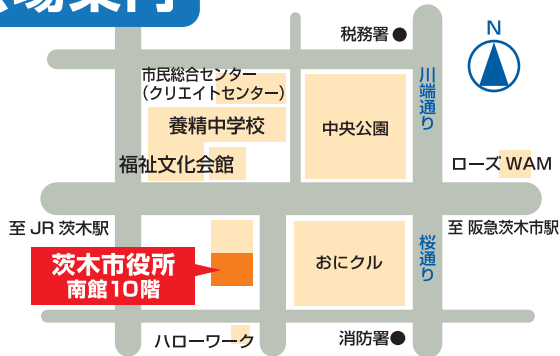 会場案内
税務署
N
市民総合センター
（クリエイトセンター）
川端通り
養精中学校
中央公園
福祉文化会館
ローズ WAM
至 JR 茨木駅
至 阪急茨木市駅
桜通り
茨木市役所
南館10階
おにクル
ハローワーク
消防署